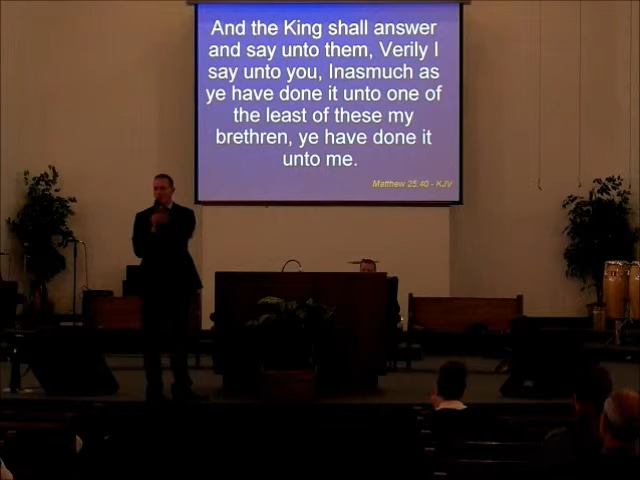 And the King shall answer
and say unto them, Verily I
say unto you, Inasmuch as
ye have done it unto one of
the least of these my
brethren, ye have done it
unto me.
Matthew 25:40 - KJV